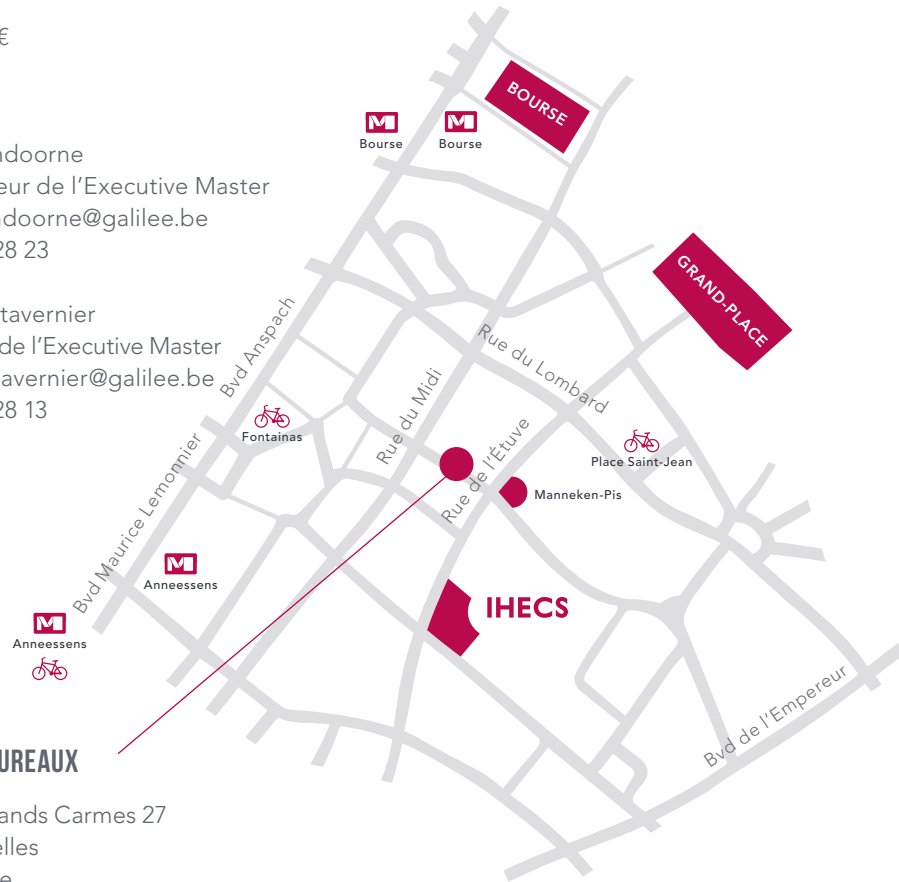 €
ndoorne
eur de l’Executive Master
ndoorne@galilee.be
28 23
tavernier
de l’Executive Master
tavernier@galilee.be
28 13
UREAUX
ands Carmes 27
elles
e
BOURSE
M
Bourse
M
Bourse
GRAND-PLACE
Bvd Anspach
Rue du Lombard
Rue du Midi
Fontainas
Rue de l’Étuve
Place Saint-Jean
Manneken-Pis
Bvd Maurice Lemonnier
M
Anneessens
M
Anneessens
IHECS
Bvd de l’Empereur